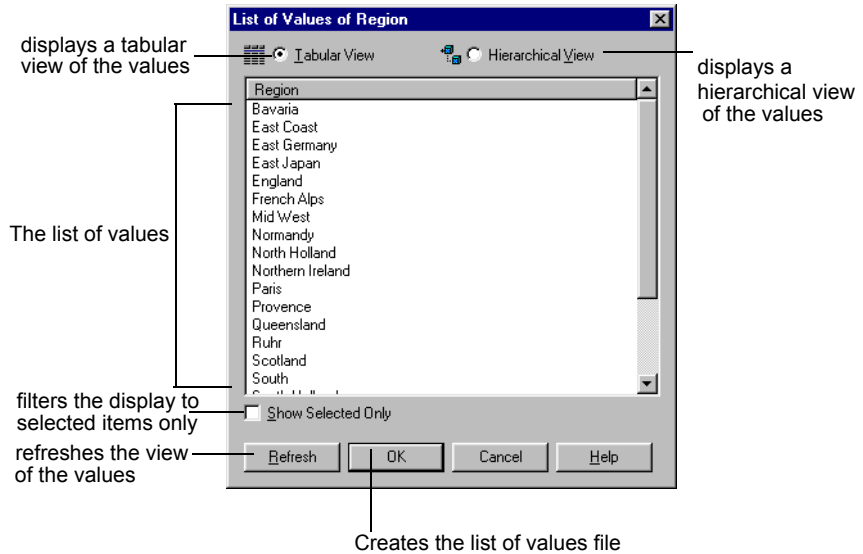 List of Values of Region
displays a tabular
view of the values
Tabular View
Hierarchical View
displays a
hierarchical view
of the values
Region
Bavaria
East Coast
East Germany
East Japan
England
French Alps
Mid West
The list of values
Normandy
North Holland
Northern Ireland
Paris
Provence
Queensland
Ruhr
Scotland
South
filters the display to
selected items only
Show Selected Only
refreshes the view
of the values
Refresh
OK
Cancel
Help
Creates the list of values file